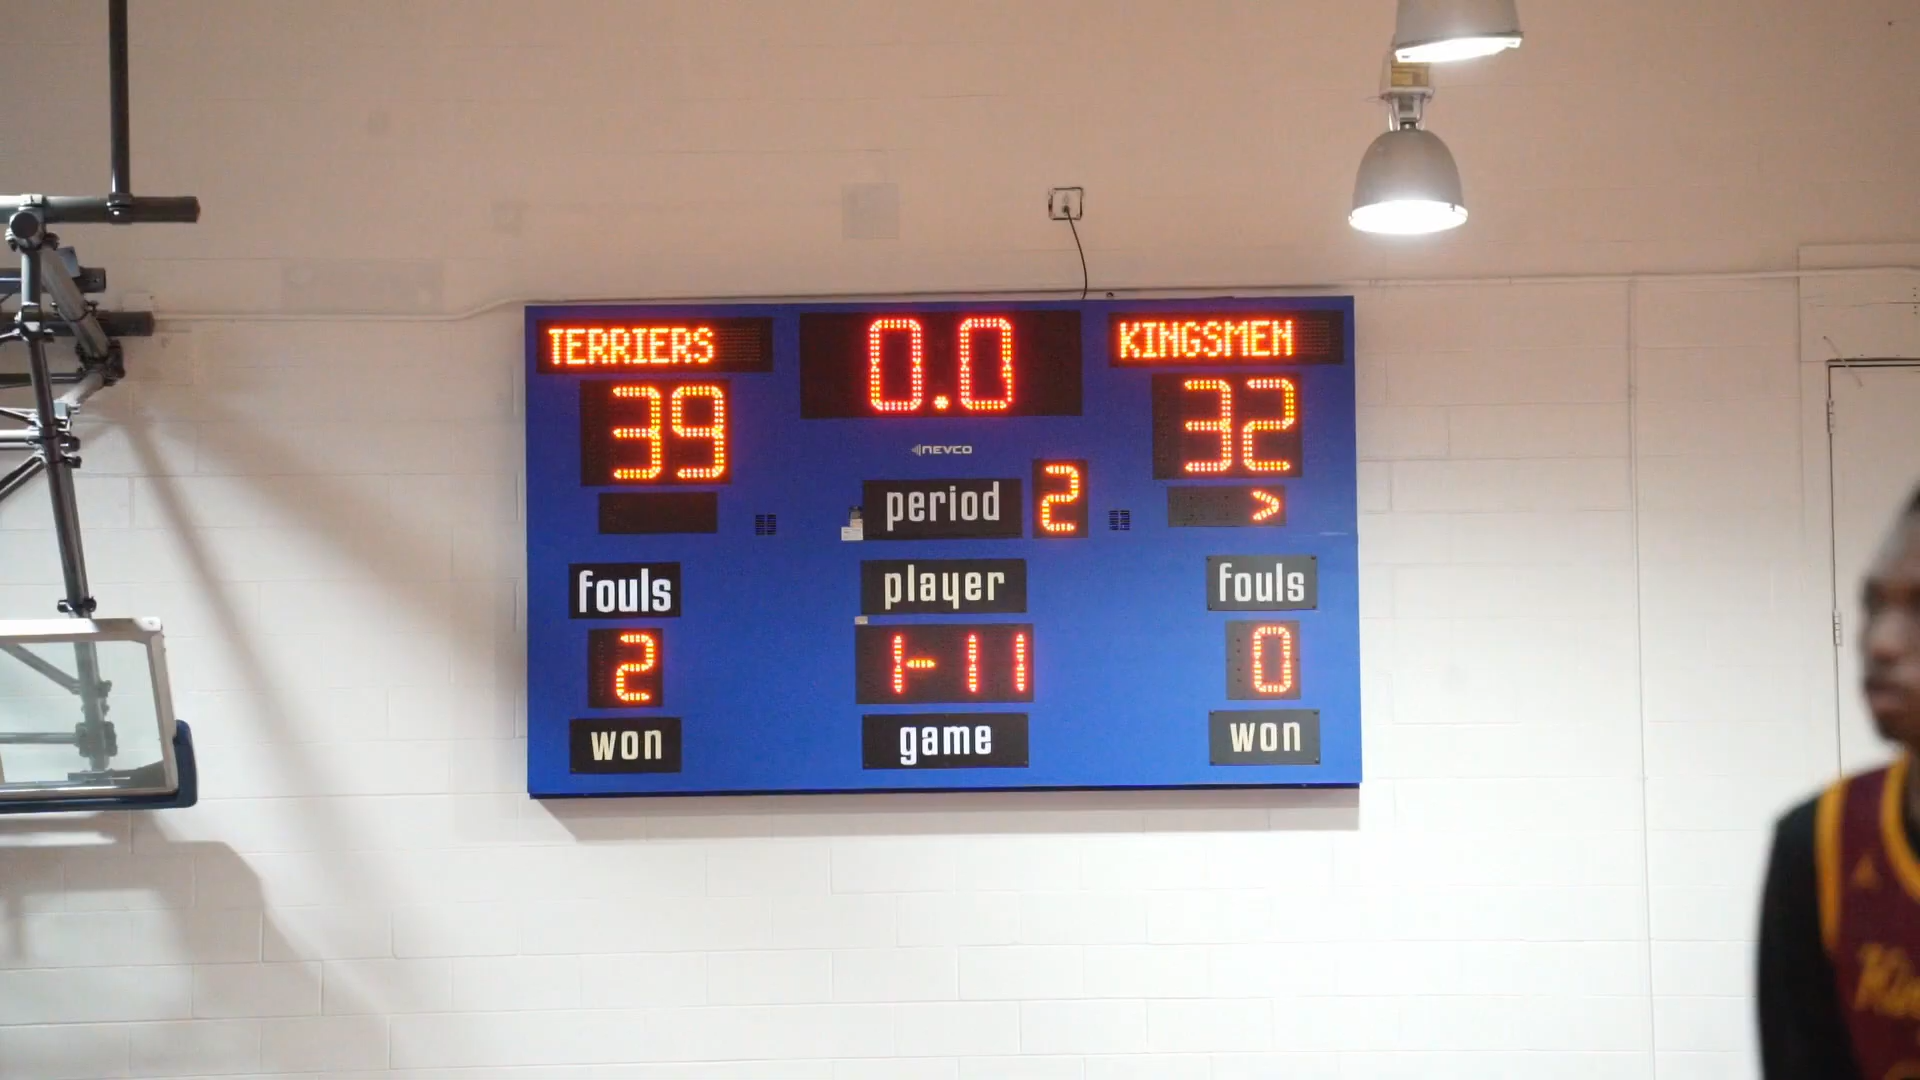 TERRIERS
0.0
KINGSMEN
39
32
NEVCO
period 2
>
fouls
player
fouls
2
1-11
0
won
game
won